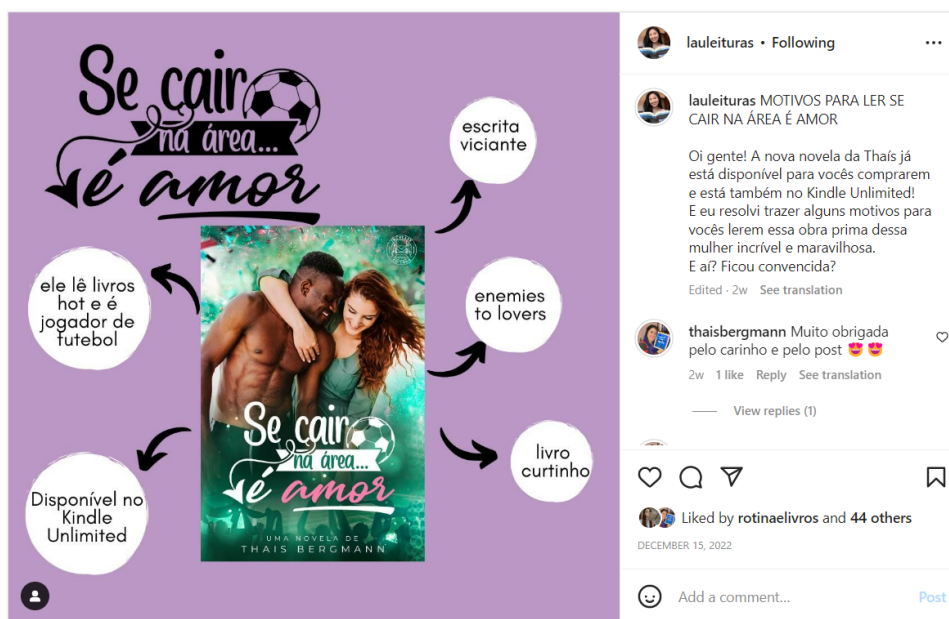 Se cair
na área...
é amor
escrita
viciante
ele lê livros
hot e é
jogador de
futebol
enemies
to lovers
Se cair
na área...
é amor
UMA NOVELA DE
THAIS BERGMANN
livro
curtinho
Disponível no
Kindle
Unlimited
lauleituras • Following
lauleituras MOTIVOS PARA LER SE
CAIR NA ÁREA É AMOR
Oi gente! A nova novela da Thaís já
está disponível para vocês comprarem
e está também no Kindle Unlimited!
E eu resolvi trazer alguns motivos para
vocês lerem essa obra prima dessa
mulher incrível e maravilhosa.
E aí? Ficou convencida?
Edited · 2w See translation
thaisbergmann Muito obrigada
pelo carinho e pelo post 😍 😍
2w 1 like Reply See translation
View replies (1)
Liked by rotinaelivros and 44 others
DECEMBER 15, 2022
Add a comment... Post